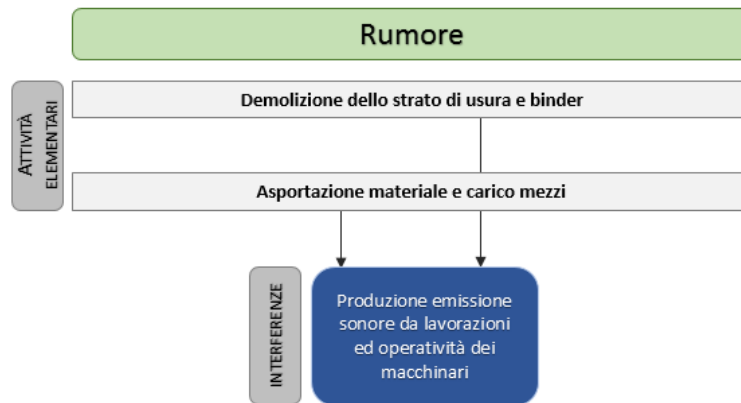 Rumore
ATTIVITÀ
ELEMENTARI
Demolizione dello strato di usura e binder
Asportazione materiale e carico mezzi
INTERFERENZE
Produzione emissione
sonore da lavorazioni
ed operatività dei
macchinari